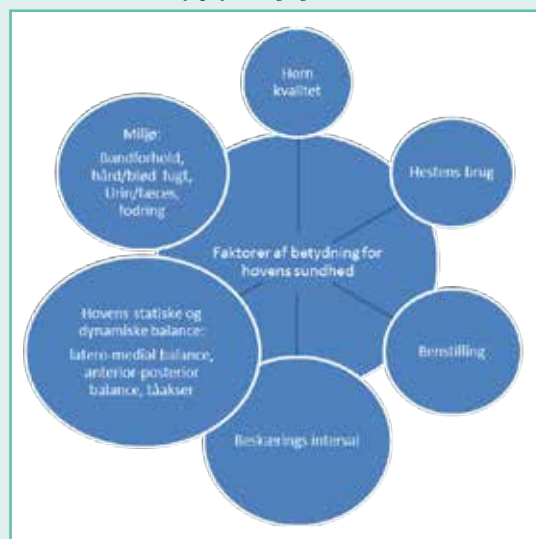 Horn
kvalitet
Miljø:
Bundforhold,
hård/blød fugt,
Urin/fæces,
fodring
Hestens brug
Faktorer af betydning for
hovens sundhed
Hovens statiske og
dynamiske balance:
latero-medial balance,
anterior-posterior
balance, tåakser
Benstilling
Beskærings interval